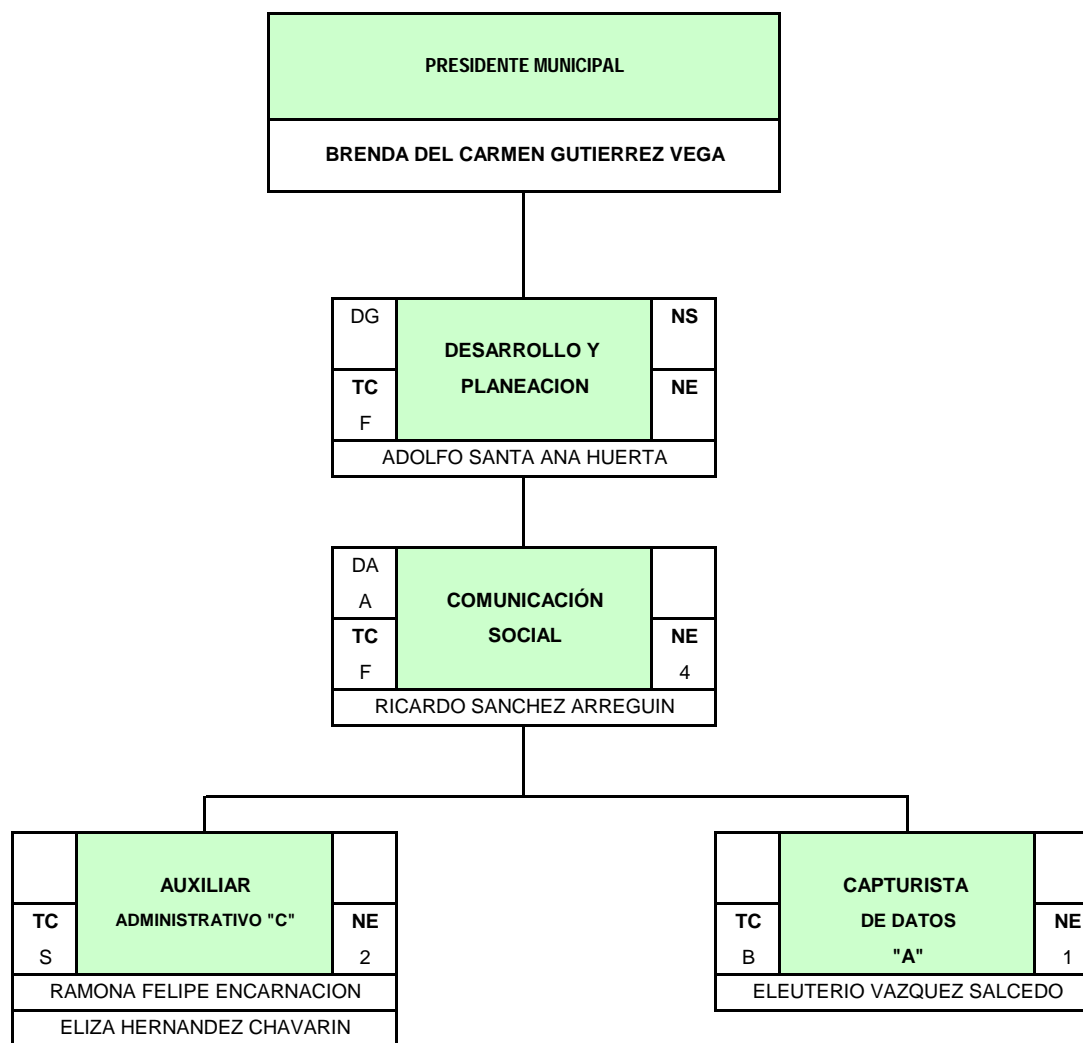 PRESIDENTE MUNICIPAL
BRENDA DEL CARMEN GUTIERREZ VEGA
DG
NS
DESARROLLO Y
TC
PLANEACION
NE
F
ADOLFO SANTA ANA HUERTA
DA
A
COMUNICACIÓN
TC
SOCIAL
NE
F
4
RICARDO SANCHEZ ARREGUIN
AUXILIAR
TC
ADMINISTRATIVO "C"
NE
S
2
RAMONA FELIPE ENCARNACION
ELIZA HERNANDEZ CHAVARIN
CAPTURISTA
TC
DE DATOS
NE
B
"A"
1
ELEUTERIO VAZQUEZ SALCEDO